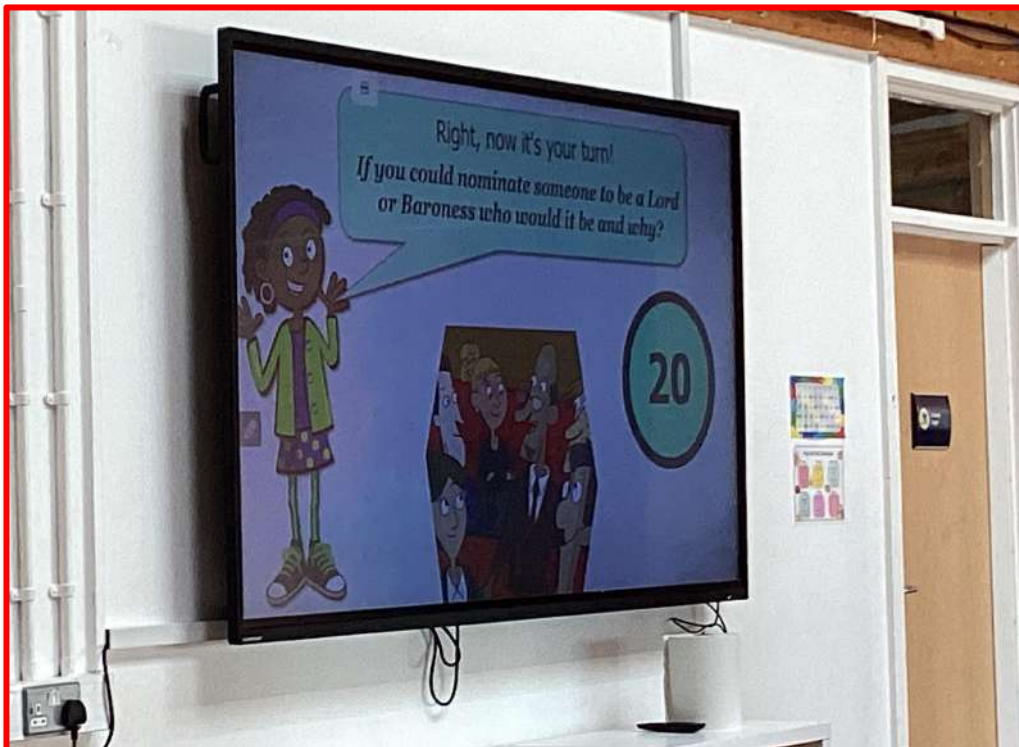 Right, now it's your turn!
If you could nominate someone to be a Lord
or Baroness who would it be and why?
20